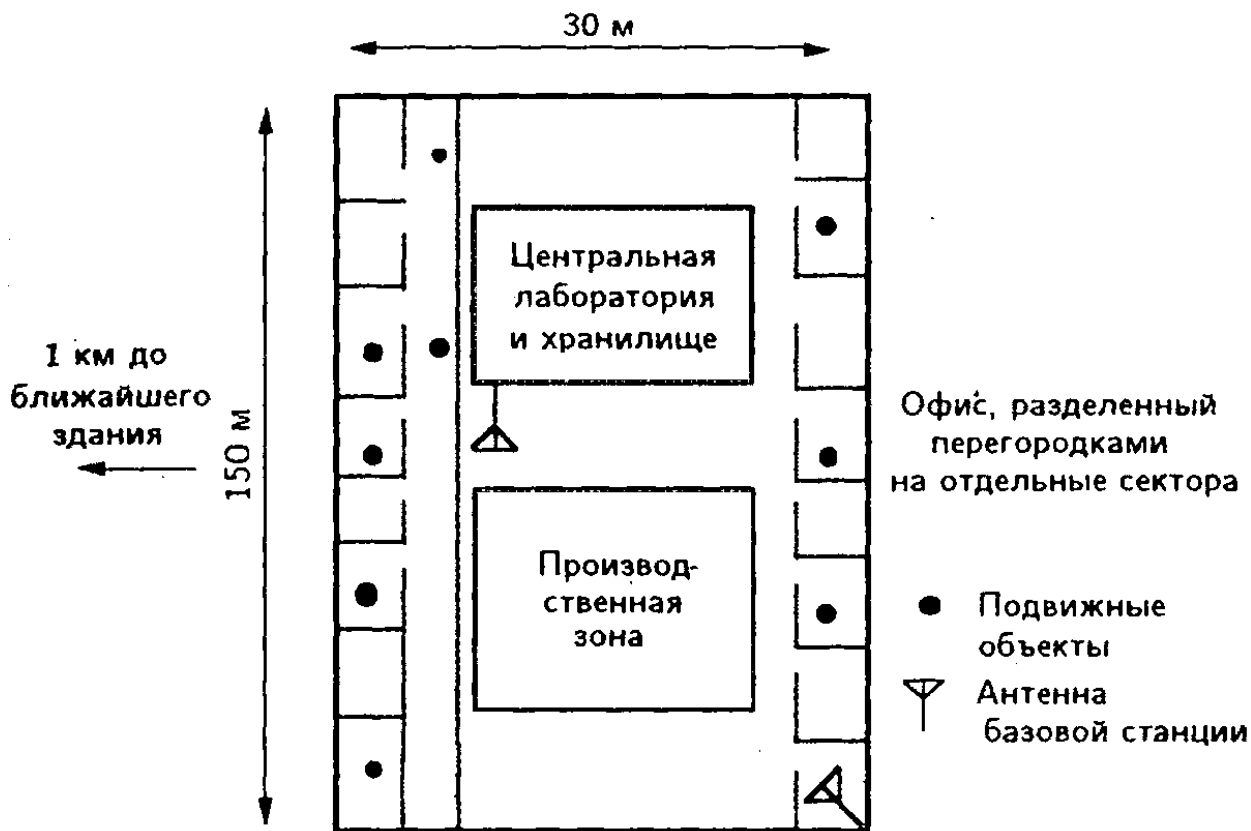 30 м
Центральная
лаборатория
и хранилище
1 км до
ближайшего
здания
150 м
Офис, разделенный
перегородками
на отдельные сектора
Производ-
ственная
зона
Подвижные
объекты
Антенна
базовой станции